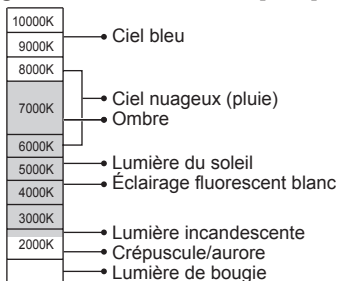 10000K
9000K
Ciel bleu
8000K
7000K
Ciel nuageux (pluie)
Ombre
6000K
5000K
Lumière du soleil
4000K
Éclairage fluorescent blanc
3000K
Lumière incandescente
2000K
Crépuscule/aurore
Lumière de bougie